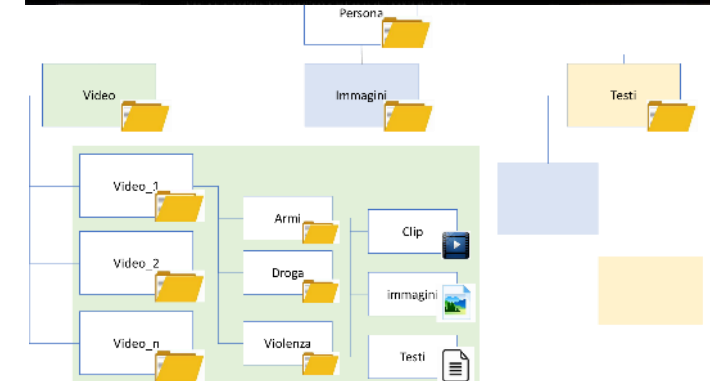 Persona
Video
Immagini
Testi
Video_1
Armi
Clip
Video_2
Droga
immagini
Video_n
Violenza
Testi